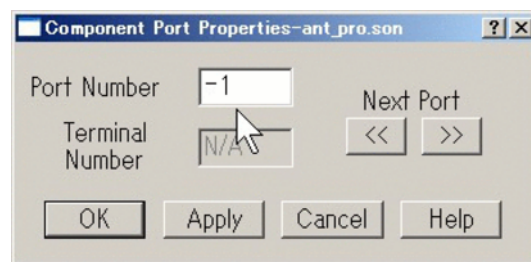 Component Port Properties-ant_pro.son
Port Number -1
Next Port
Terminal Number N/A
<< >>
OK Apply Cancel Help